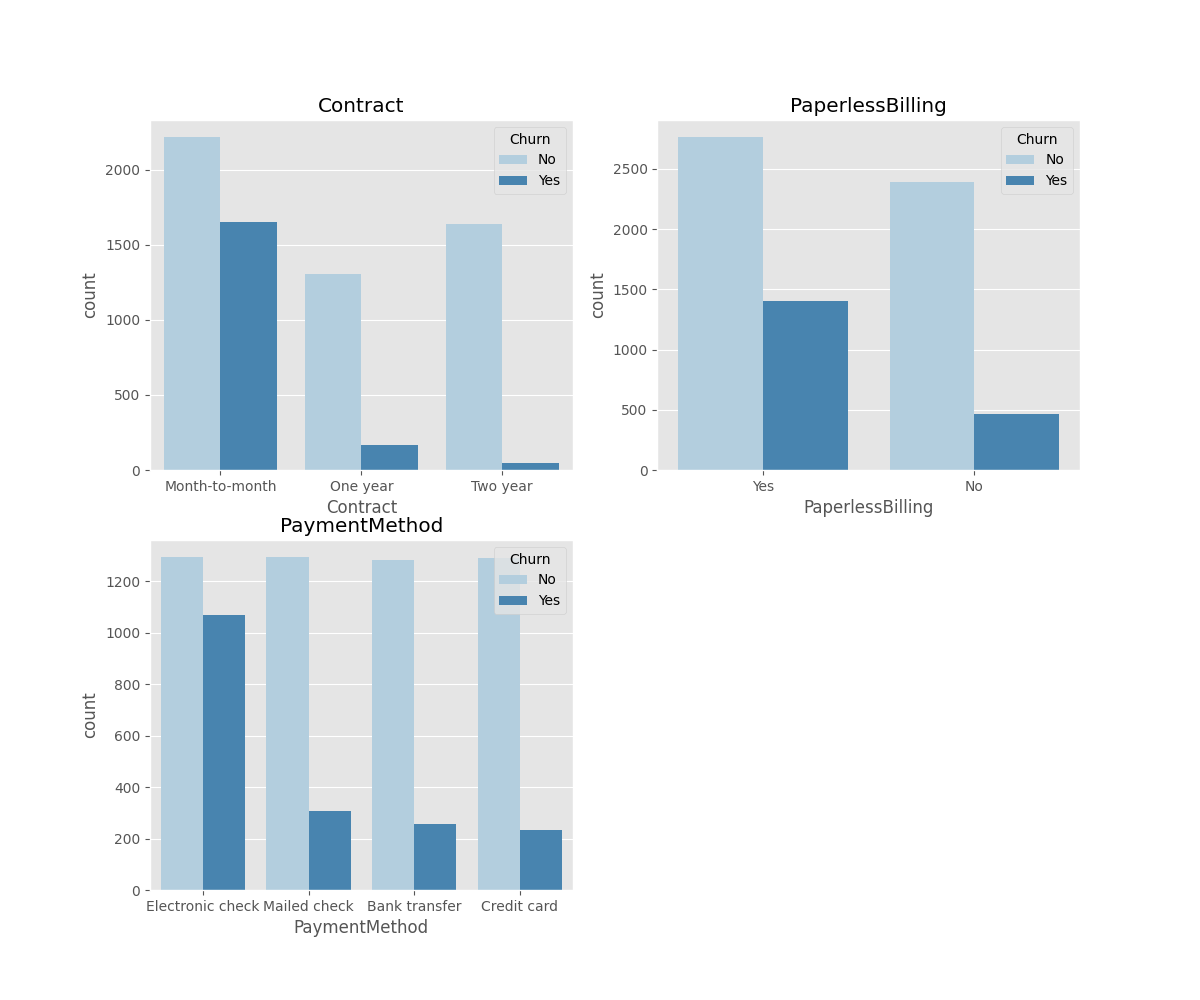 Contract
Churn
No
Yes
2000
1500
1000
500
0
count
Month-to-month One year Two year
Contract
PaperlessBilling
Churn
No
Yes
2500
2000
1500
1000
500
0
count
Yes No
PaperlessBilling
PaymentMethod
Churn
No
Yes
1200
1000
800
600
400
200
0
count
Electronic check Mailed check Bank transfer Credit card
PaymentMethod